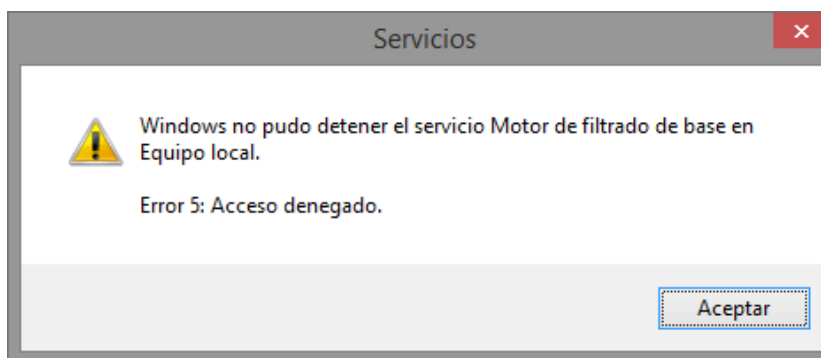 Servicios
Windows no pudo detener el servicio Motor de filtrado de base en
Equipo local.
Error 5: Acceso denegado.
Aceptar